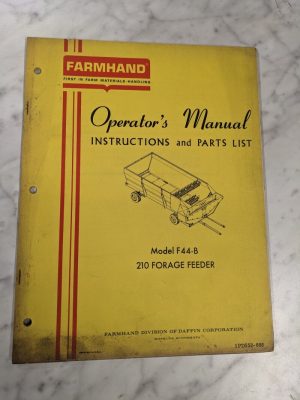 FARMHAND
FIRST IN FARM MATERIALS-HANDLING
Operator's Manual
INSTRUCTIONS and PARTS LIST
Model F44-B
210 FORAGE FEEDER
FARMHAND DIVISION OF DAFFIN CORPORATION